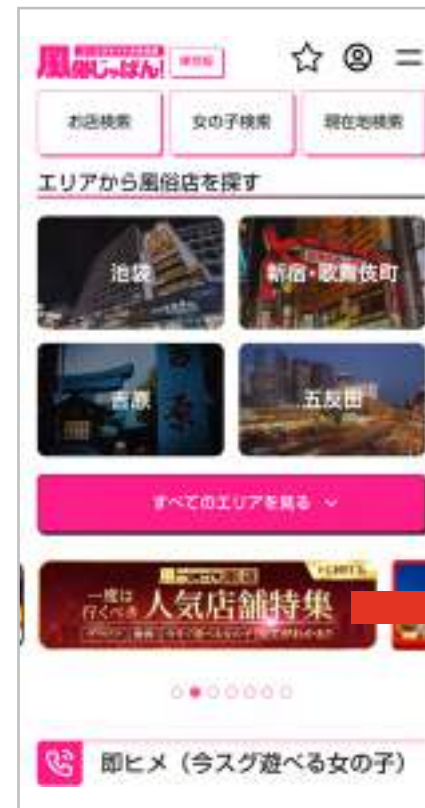 風俗じゃぱん!
東京版
お店検索
女の子検索
現在地検索
エリアから風俗店を探す
池袋
新宿・歌舞伎町
吉原
五反田
すべてのエリアを見る
一度は
行くべき 人気店舗特集
即ヒメ（今スグ遊べる女の子）